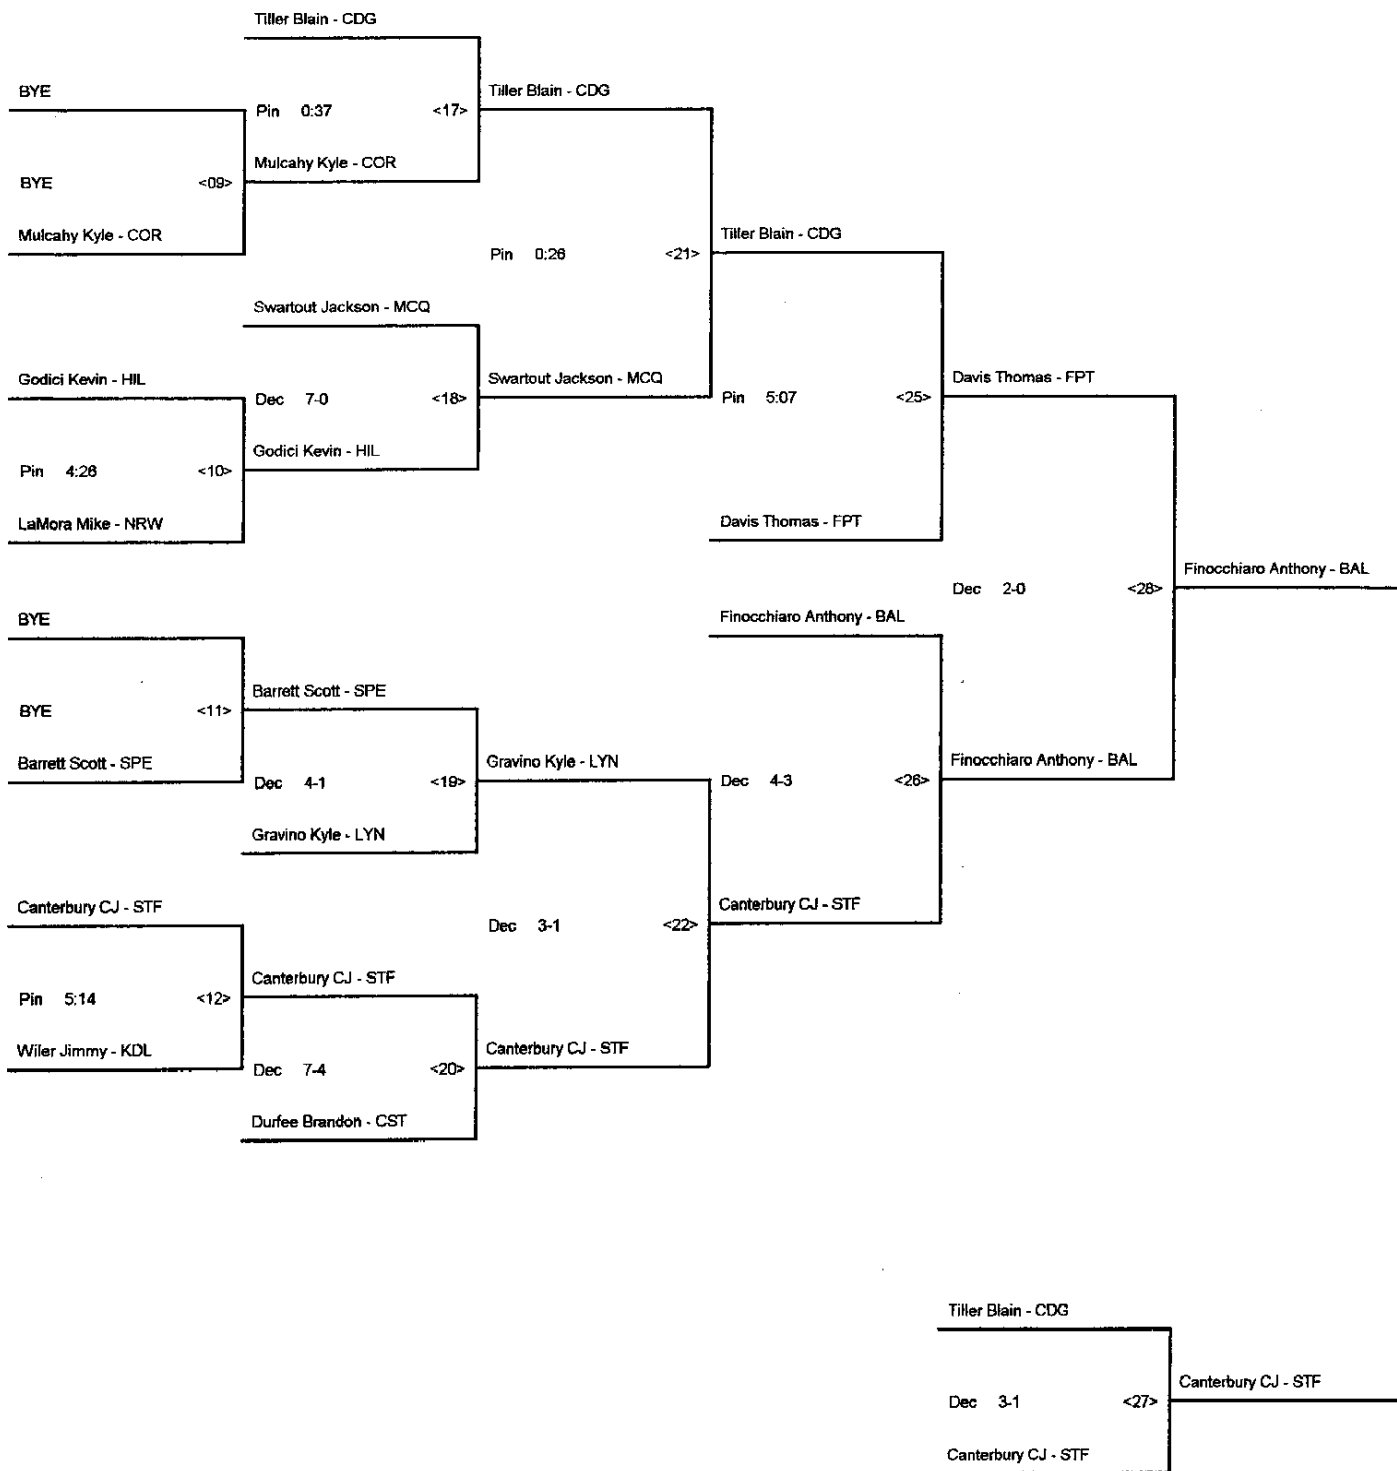 Tiller Blain - CDG
BYE
Pin 0:37 <17>
Tiller Blain - CDG
Mulcahy Kyle - COR
BYE <09>
Mulcahy Kyle - COR
Pin 0:26 <21>
Tiller Blain - CDG
Swartout Jackson - MCQ
Godici Kevin - HIL
Dec 7-0 <18>
Swartout Jackson - MCQ
Pin 5:07 <25>
Davis Thomas - FPT
Godici Kevin - HIL
Pin 4:26 <10>
LaMora Mike - NRW
Davis Thomas - FPT
Dec 2-0 <28>
Finocchiaro Anthony - BAL
BYE
Finocchiaro Anthony - BAL
Barrett Scott - SPE
BYE <11>
Barrett Scott - SPE
Dec 4-1 <19>
Gravino Kyle - LYN
Dec 4-3 <26>
Finocchiaro Anthony - BAL
Gravino Kyle - LYN
Canterbury CJ - STF
Dec 3-1 <22>
Canterbury CJ - STF
Canterbury CJ - STF
Pin 5:14 <12>
Wiler Jimmy - KDL
Dec 7-4 <20>
Canterbury CJ - STF
Durfee Brandon - CST
Tiller Blain - CDG
Dec 3-1 <27>
Canterbury CJ - STF
Canterbury CJ - STF